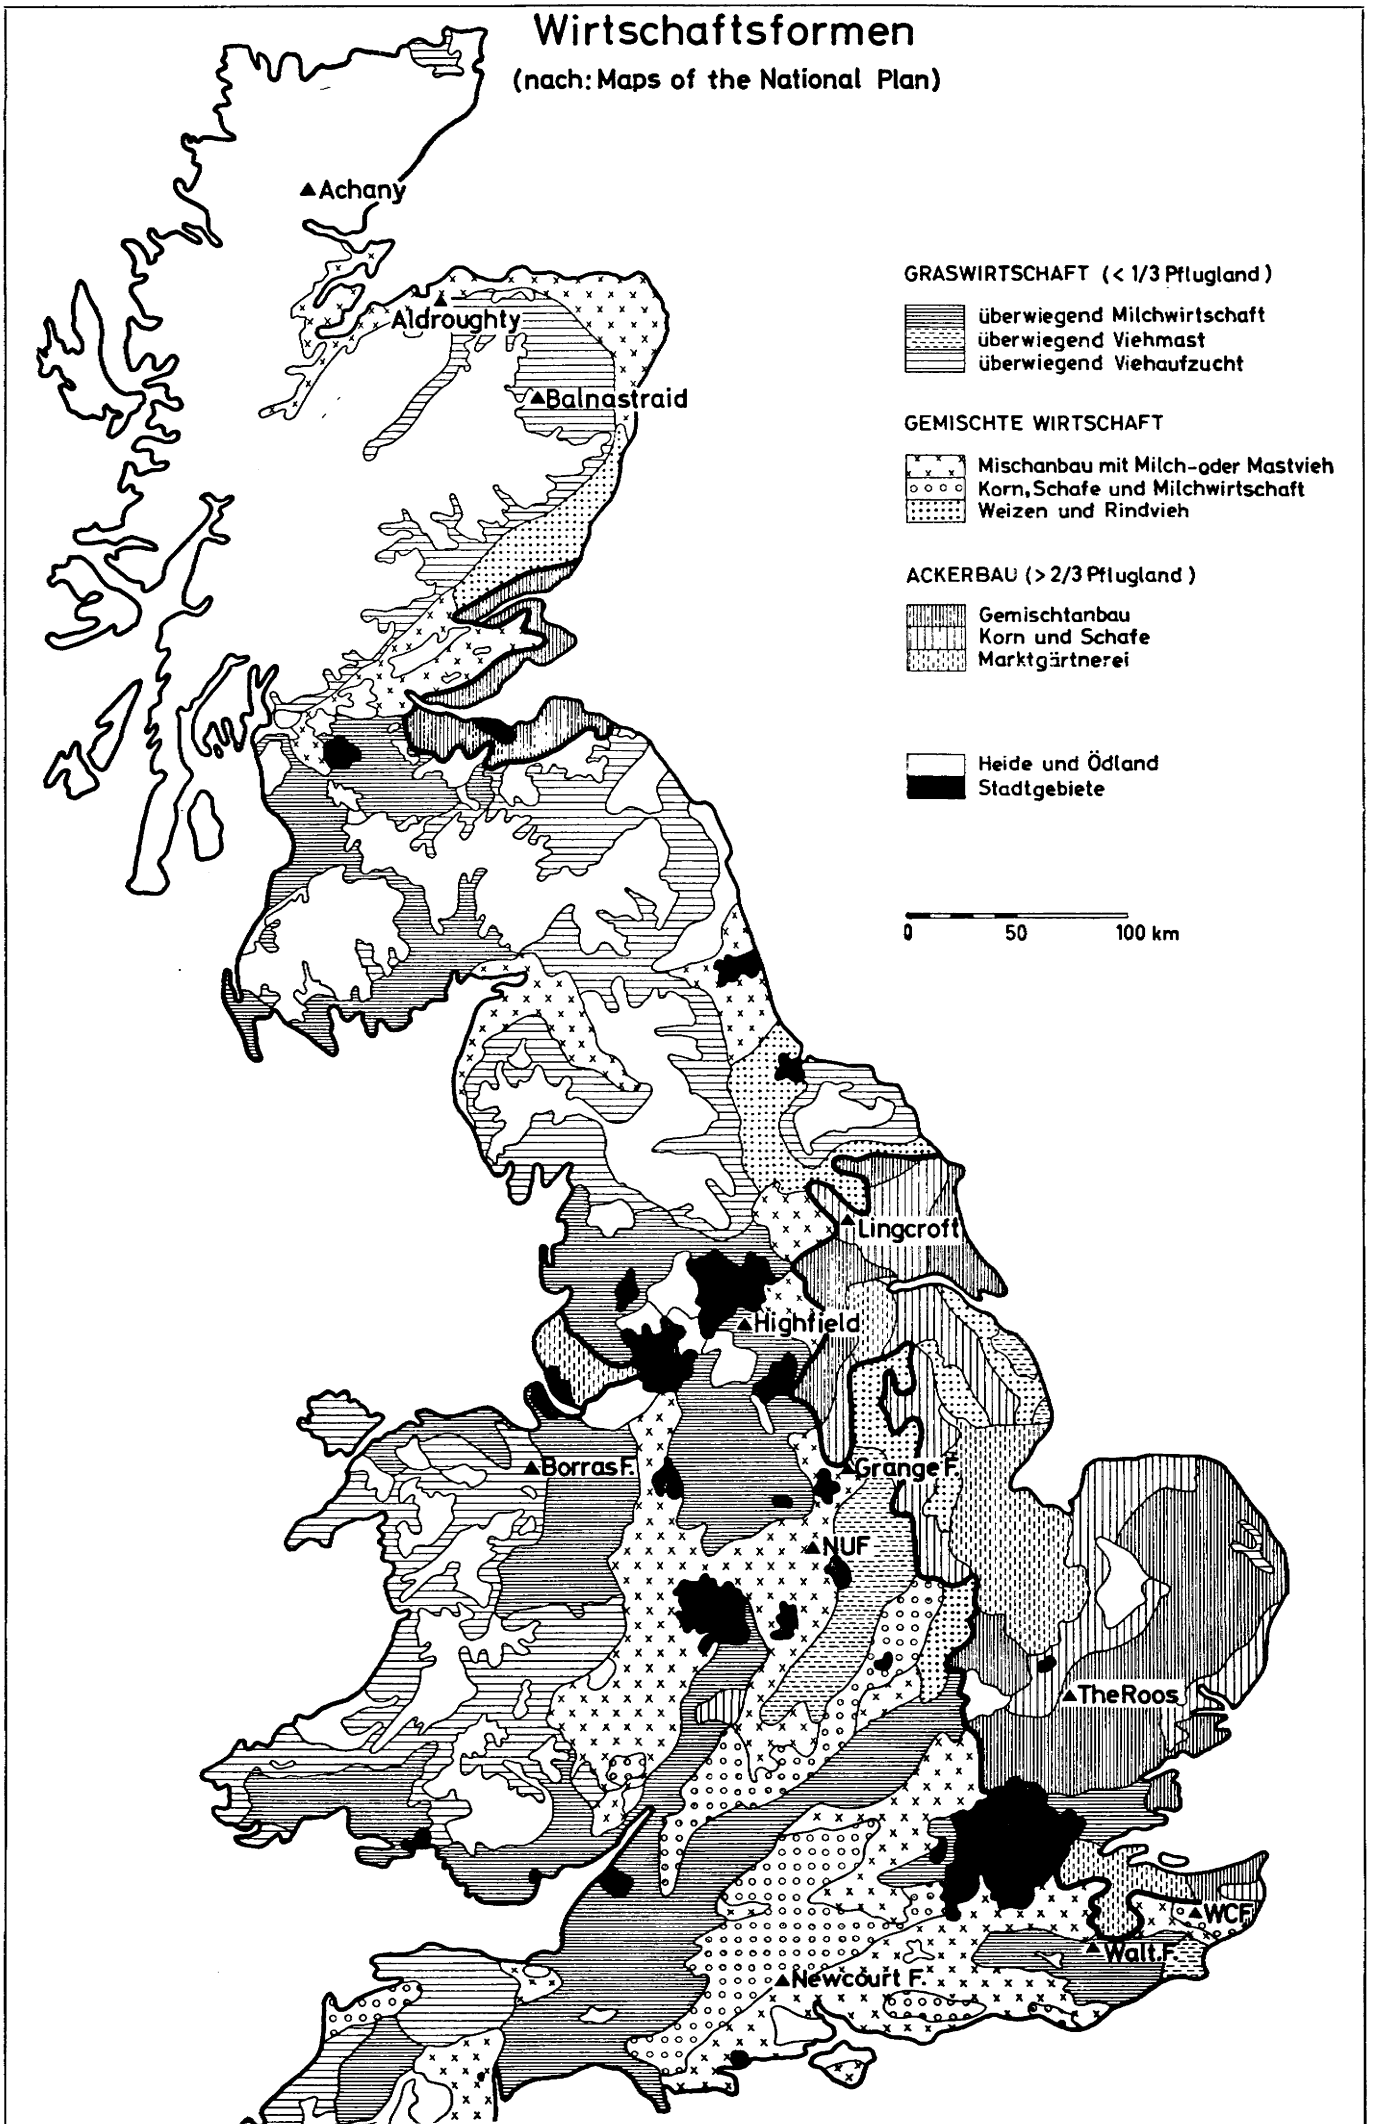 Wirtschaftsformen
(nach: Maps of the National Plan)
Achany
Aldroughty
Balnastraid
GRASWIRTSCHAFT (< 1/3 Pflugland)
überwiegend Milchwirtschaft
überwiegend Viehmast
überwiegend Viehaufzucht
GEMISCHTE WIRTSCHAFT
Mischanbau mit Milch-oder Mastvieh
Korn, Schafe und Milchwirtschaft
Weizen und Rindvieh
ACKERBAU (> 2/3 Pflugland)
Gemischtanbau
Korn und Schafe
Marktgärtnerei
Heide und Ödland
Stadtgebiete
0 50 100 km
Lingcroft
Highfield
Borras F.
Grange F.
NUF
The Roos
WCF
Walt. F.
Newcourt F.